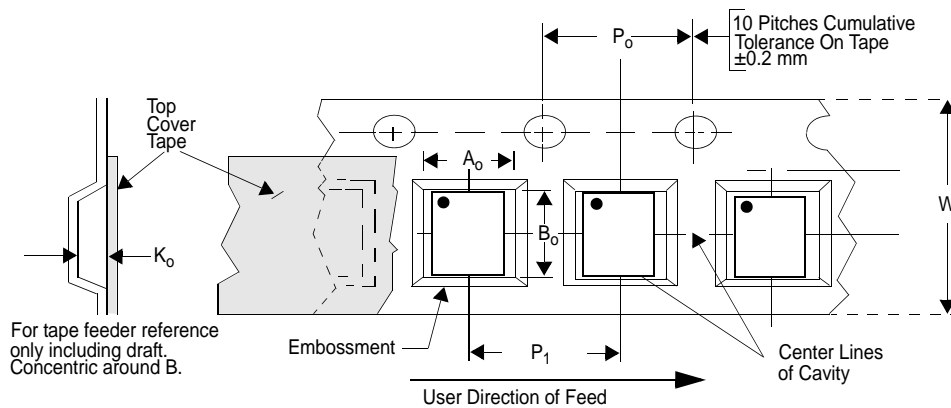 10 Pitches Cumulative
Tolerance On Tape
±0.2 mm
Po
Top
Cover
Tape
Ao
W
Bo
Ko
For tape feeder reference
only including draft.
Concentric around B.
Embossment
P1
Center Lines
of Cavity
User Direction of Feed